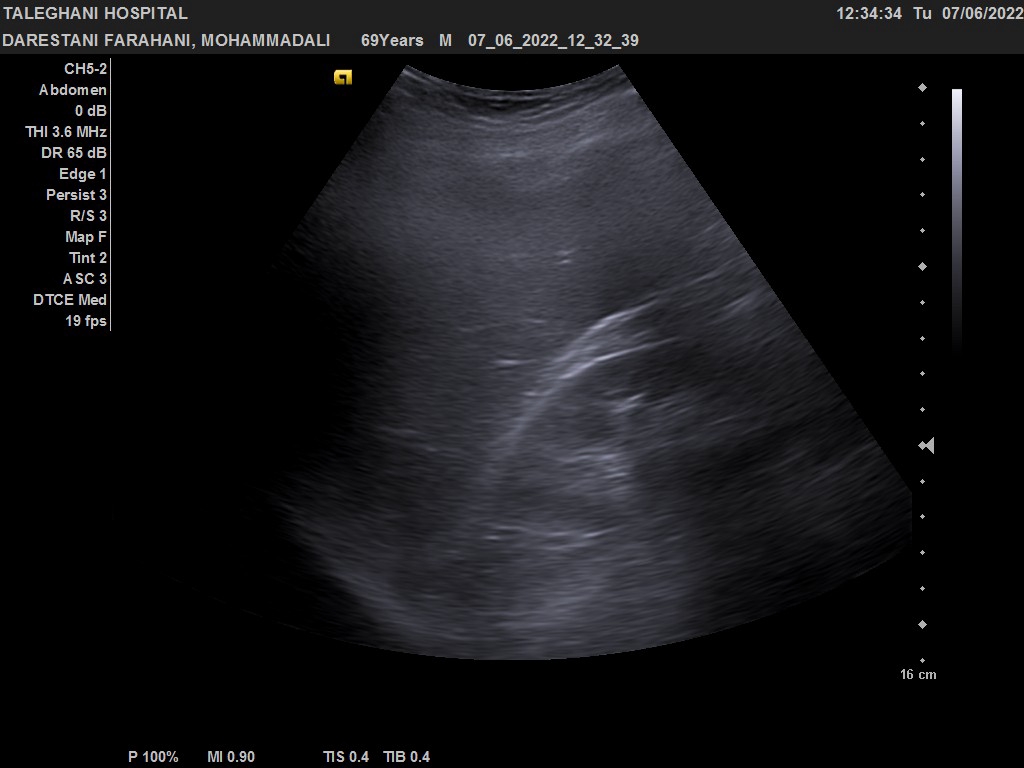 TALEGHANI HOSPITAL 12:34:34 Tu 07/06/2022
DARESTANI FARAHANI, MOHAMMADALI 69Years M 07_06_2022_12_32_39
CH5-2
Abdomen
0 dB
THI 3.6 MHz
DR 65 dB
Edge 1
Persist 3
R/S 3
Map F
Tint 2
ASC 3
DTCE Med
19 fps
16 cm
P 100% MI 0.90 TIS 0.4 TIB 0.4